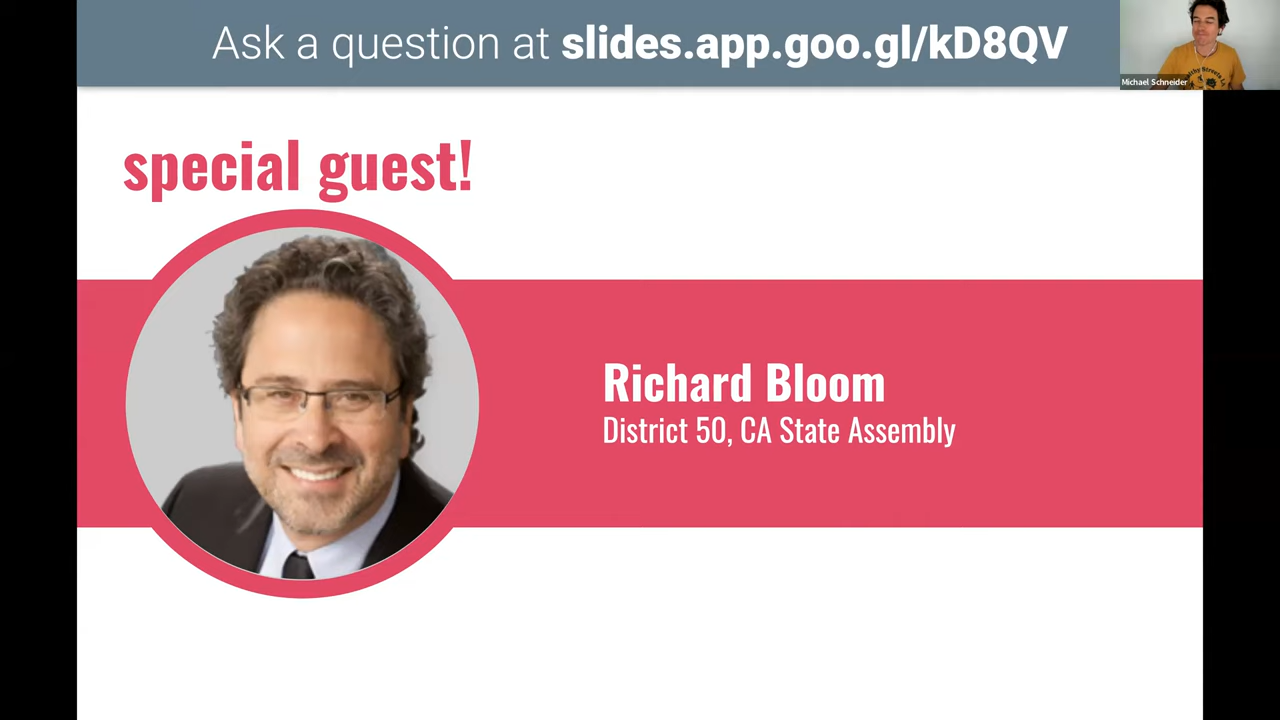 Ask a question at slides.app.goo.gl/kD8QV
Michael Schneider
special guest!
Richard Bloom
District 50, CA State Assembly